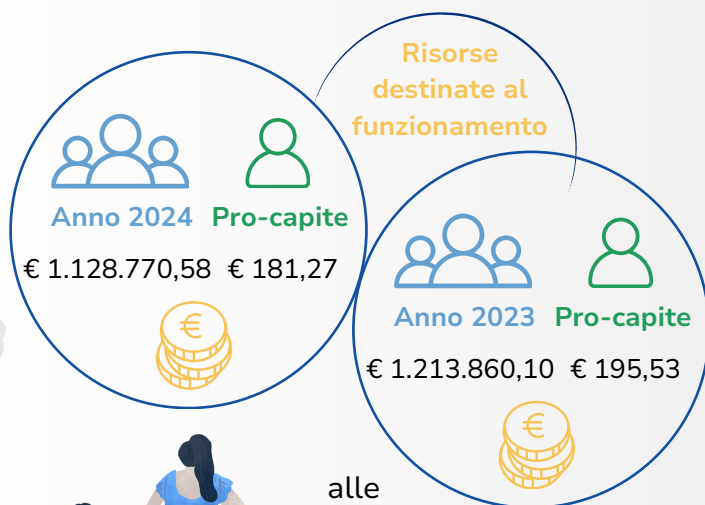 Risorse
destinate al
funzionamento
Anno 2024 Pro-capite
€ 1.128.770,58 € 181,27
€
Anno 2023 Pro-capite
€ 1.213.860,10 € 195,53
€
alle